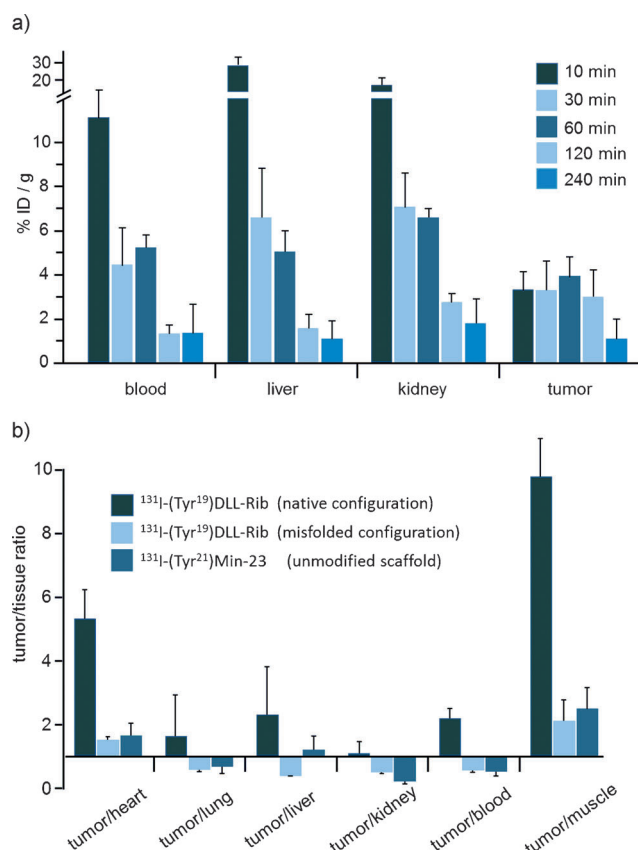 a)
30
20
10
8
6
4
2
0
% ID / g
10 min
30 min
60 min
120 min
240 min
blood liver kidney tumor
b)
10
8
6
4
2
0
tumor/tissue ratio
¹³¹I-(Tyr¹⁹)DLL-Rib (native configuration)
¹³¹I-(Tyr¹⁹)DLL-Rib (misfolded configuration)
¹³¹I-(Tyr²¹)Min-23 (unmodified scaffold)
tumor/heart tumor/lung tumor/liver tumor/kidney tumor/blood tumor/muscle